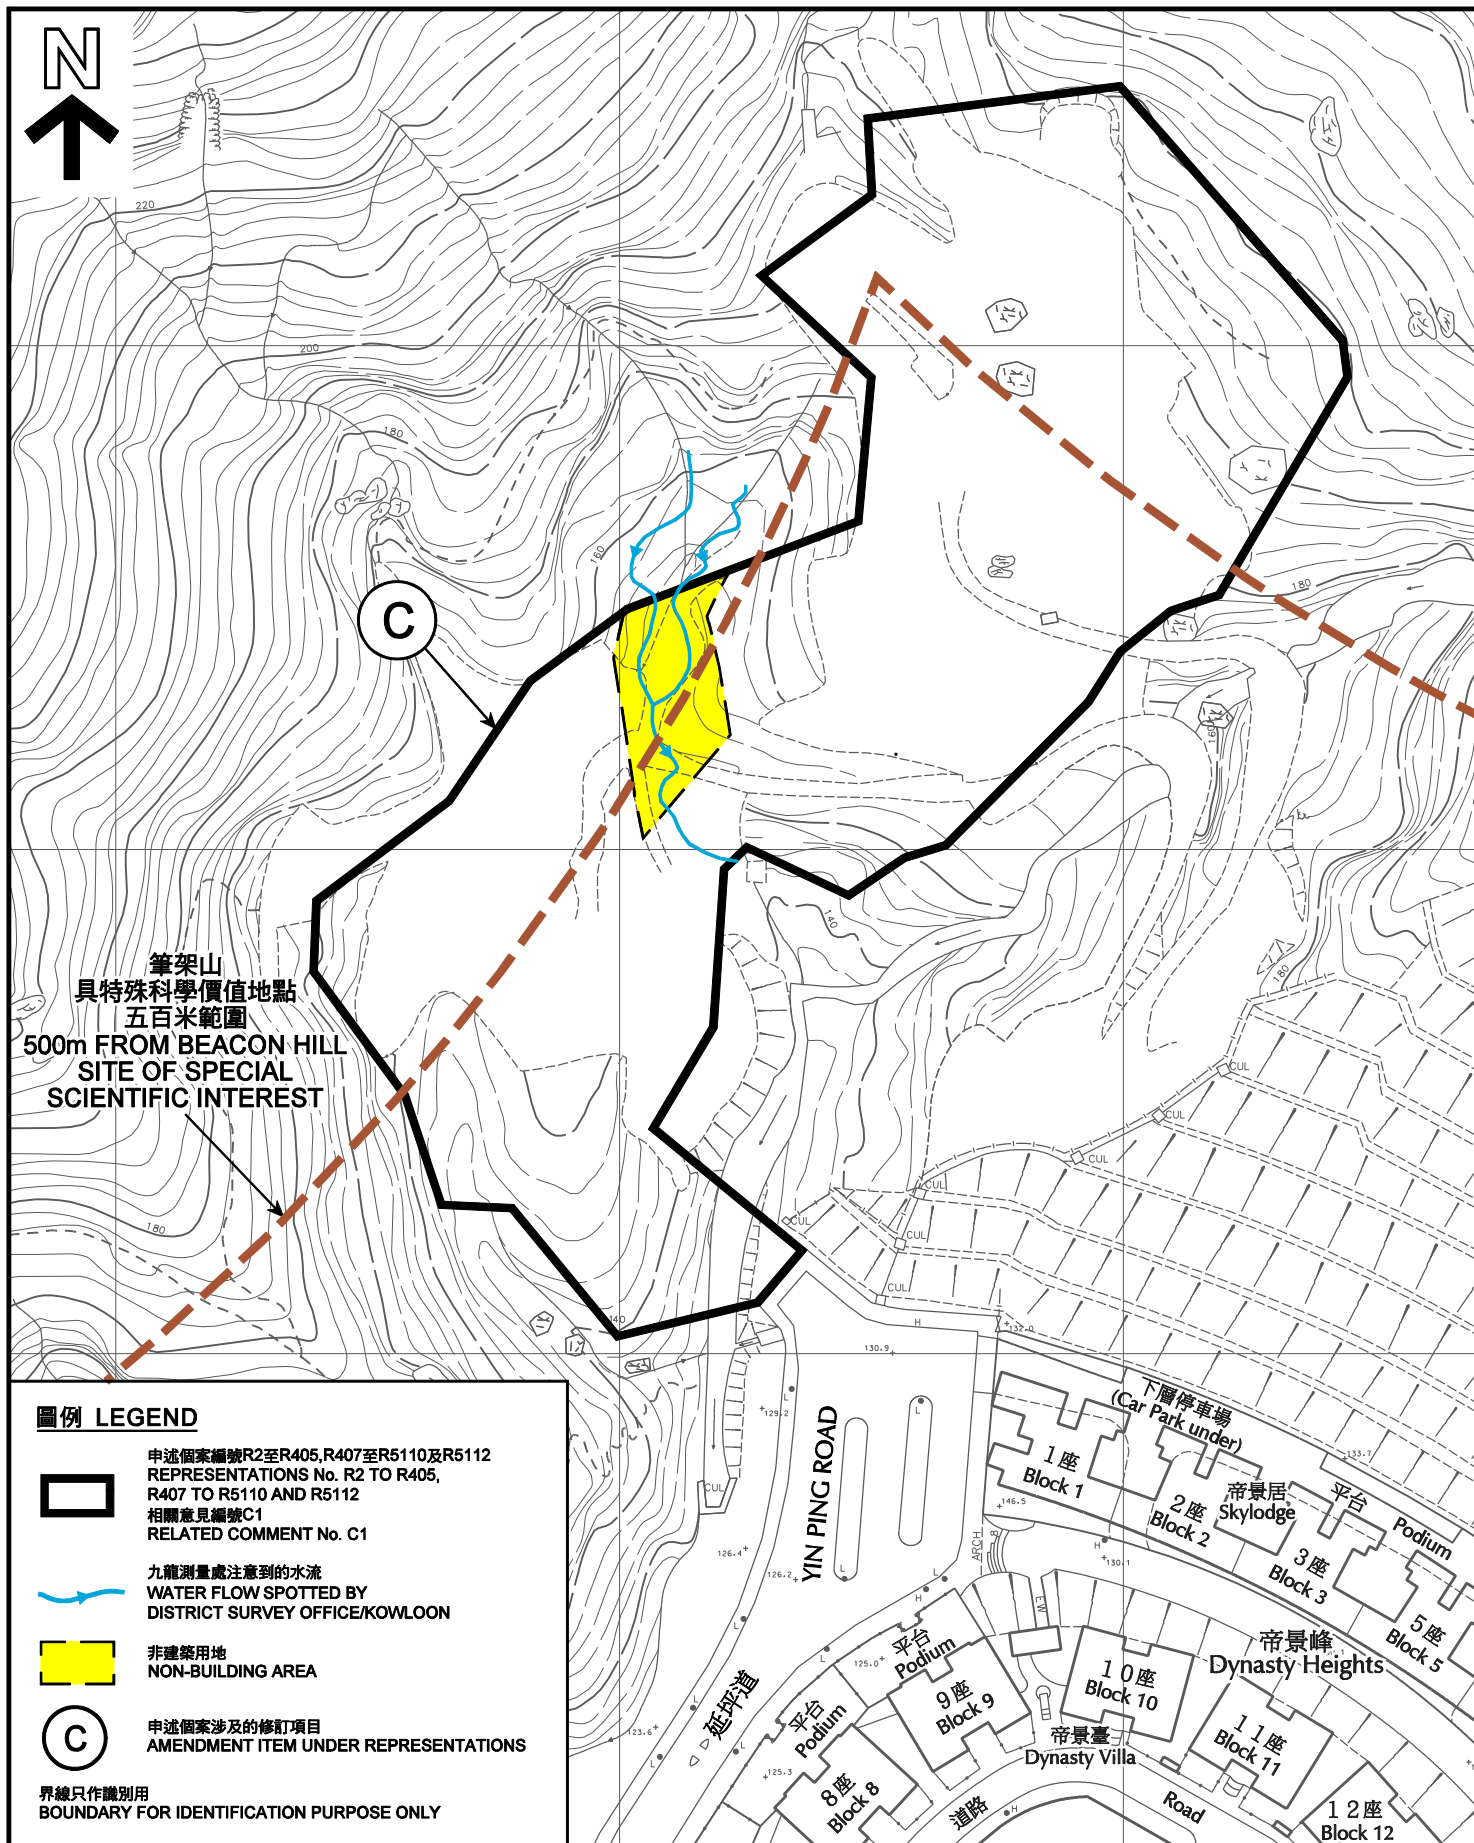 N
220
200
180
160
C
180
160
140
180
筆架山
具特殊科學價值地點
五百米範圍
500m FROM BEACON HILL
SITE OF SPECIAL
SCIENTIFIC INTEREST
180
CUL
CUL
CUL
CUL
CUL
CUL
CUL
140
H
132.0
130.9
L
129.2
L
YIN PING ROAD
下層停車場
(Car Park under)
133.7
1座
Block 1
2座
Block 2
帝景居
Skylodge
平台
Podium
3座
Block 3
5座
Block 5
146.5
CUL
ARCH
H
130.1
126.4
126.2
L
L
H
EW
平台
Podium
125.0
L
帝景峰
Dynasty Heights
9座
Block 9
10座
Block 10
11座
Block 11
12座
Block 12
帝景臺
Dynasty Villa
延坪道
平台
Podium
123.6
L
L
L
125.3
8座
Block 8
道路
H
Road
圖例 LEGEND
申述個案編號R2至R405,R407至R5110及R5112
REPRESENTATIONS No. R2 TO R405,
R407 TO R5110 AND R5112
相關意見編號C1
RELATED COMMENT No. C1
九龍測量處注意到的水流
WATER FLOW SPOTTED BY
DISTRICT SURVEY OFFICE/KOWLOON
非建築用地
NON-BUILDING AREA
C
申述個案涉及的修訂項目
AMENDMENT ITEM UNDER REPRESENTATIONS
界線只作識別用
BOUNDARY FOR IDENTIFICATION PURPOSE ONLY